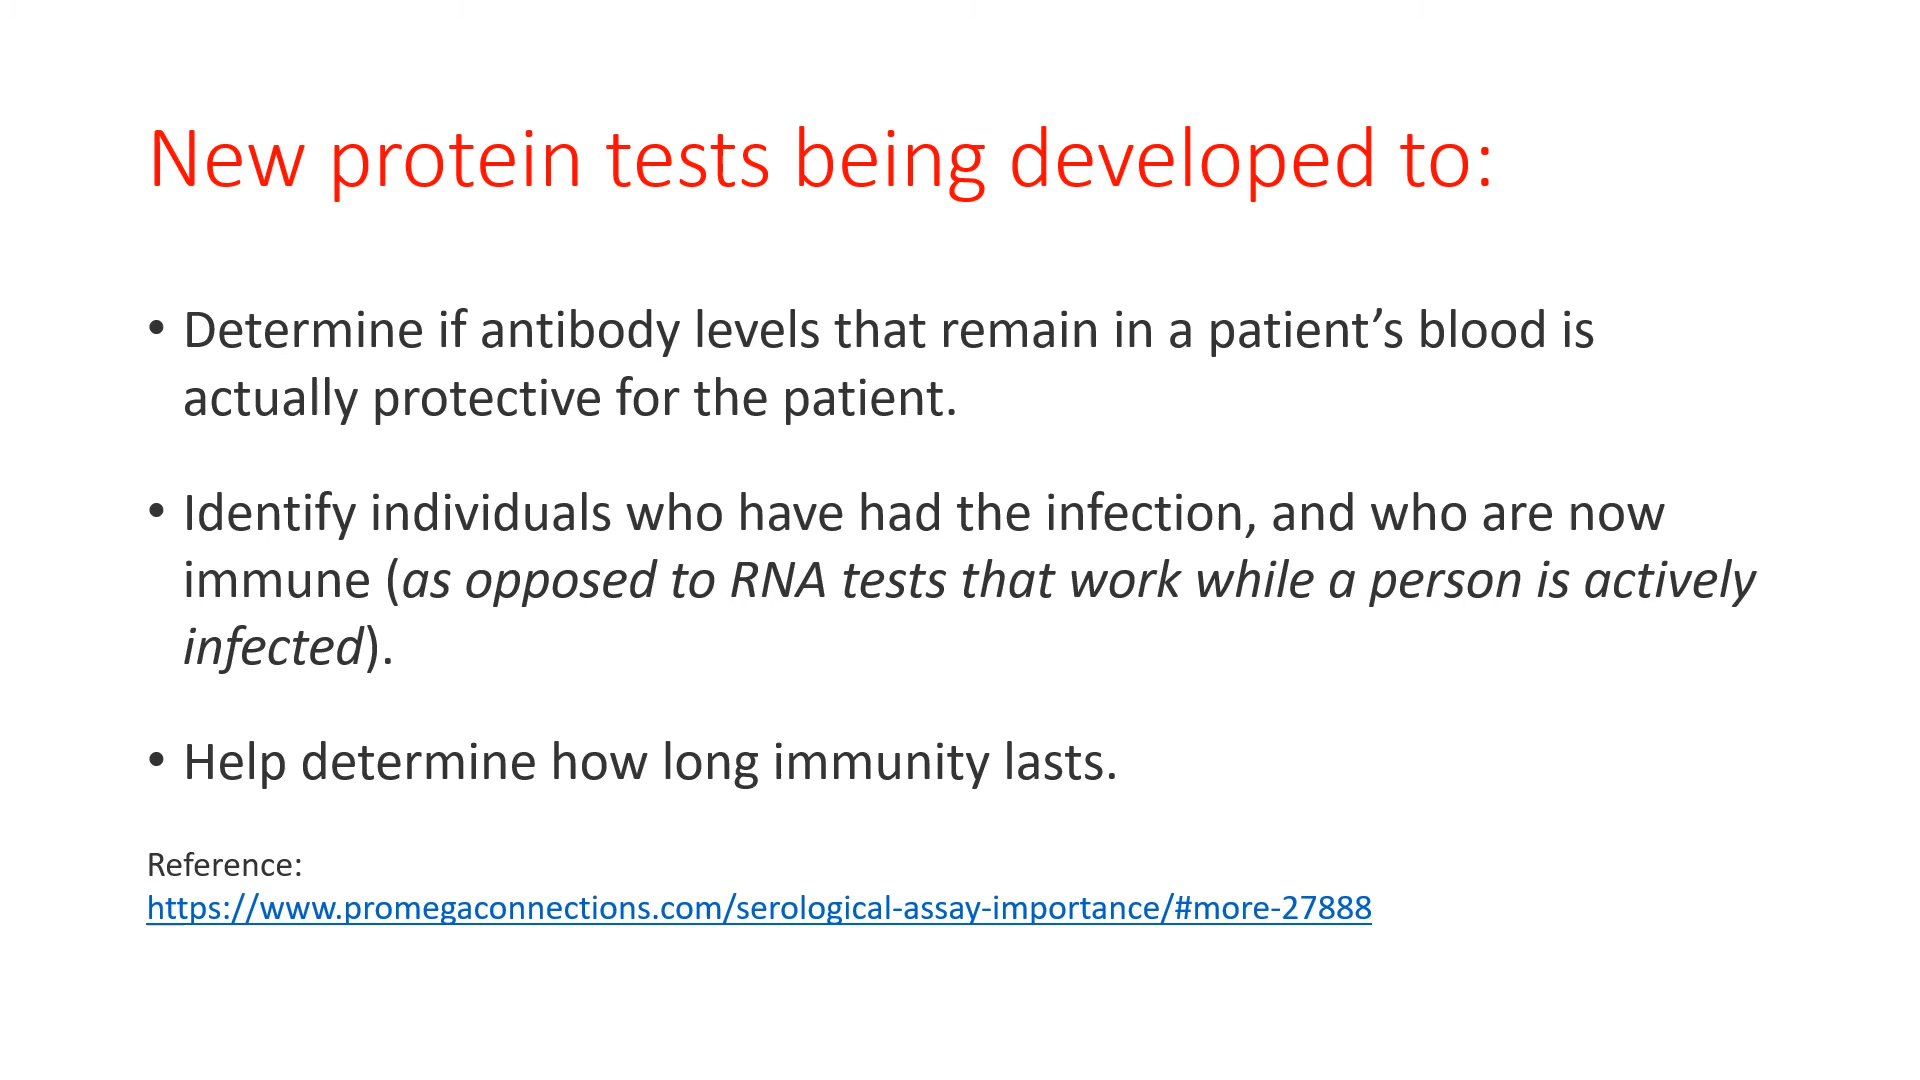 New protein tests being developed to:
• Determine if antibody levels that remain in a patient’s blood is
actually protective for the patient.
• Identify individuals who have had the infection, and who are now
immune (as opposed to RNA tests that work while a person is actively
infected).
• Help determine how long immunity lasts.
Reference:
https://www.promegaconnections.com/serological-assay-importance/#more-27888